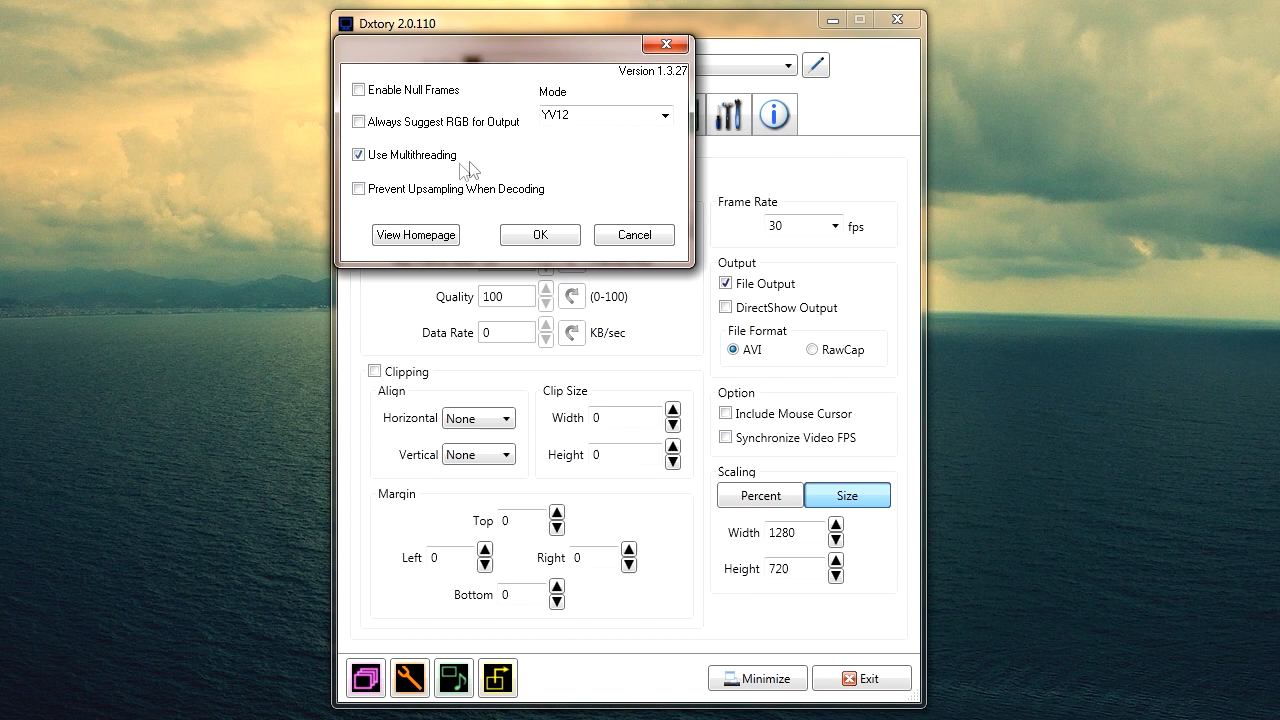 Dxtory 2.0.110
Version 1.3.27
Enable Null Frames
Mode
YV12
Always Suggest RGB for Output
Use Multithreading
Prevent Upsampling When Decoding
View Homepage
OK
Cancel
Frame Rate
30 fps
Output
File Output
DirectShow Output
File Format
AVI
RawCap
Quality 100 (0-100)
Data Rate 0 KB/sec
Clipping
Align
Horizontal None
Vertical None
Clip Size
Width 0
Height 0
Margin
Top 0
Left 0
Right 0
Bottom 0
Option
Include Mouse Cursor
Synchronize Video FPS
Scaling
Percent
Size
Width 1280
Height 720
Minimize
Exit